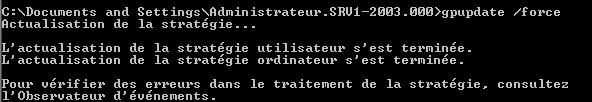 C:\Documents and Settings\Administrateur.SRV1-2003.000>gpupdate /force
Actualisation de la stratégie...
L'actualisation de la stratégie utilisateur s'est terminée.
L'actualisation de la stratégie ordinateur s'est terminée.
Pour vérifier des erreurs dans le traitement de la stratégie, consultez
l'Observateur d'événements.